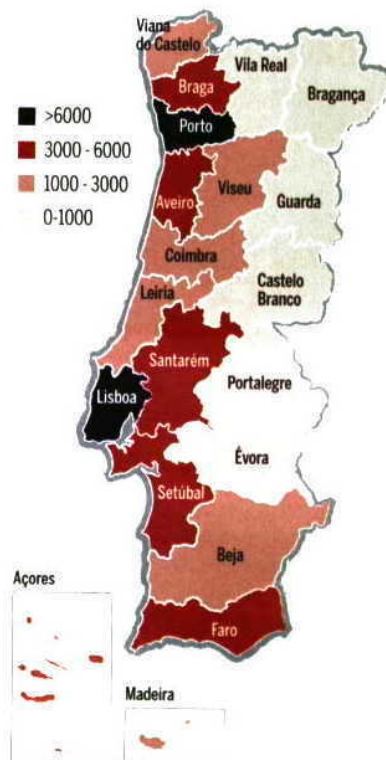 Viana
do Castelo
Braga
Vila Real
Bragança
Porto
>6000
3000 - 6000
1000 - 3000
0-1000
Aveiro
Viseu
Guarda
Coimbra
Leiria
Castelo
Branco
Santarém
Lisboa
Portalegre
Évora
Setúbal
Beja
Faro
Açores
Madeira